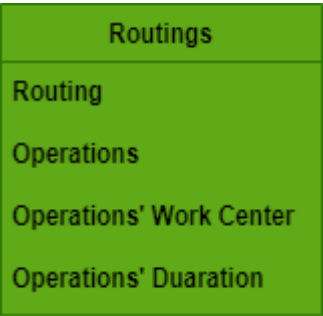 Routings
Routing
Operations
Operations' Work Center
Operations' Duaration